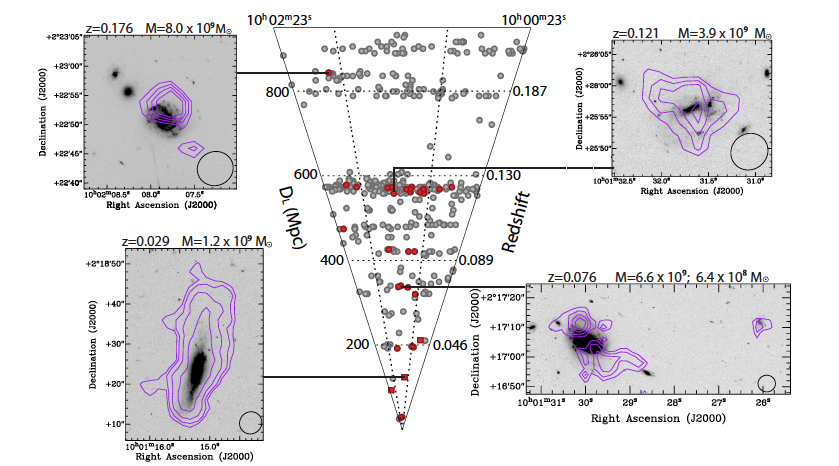 10ʰ02ᵐ23ˢ
10ʰ00ᵐ23ˢ
800
0.187
600
0.130
400
0.089
200
0.046
D_L (Mpc)
Redshift
z=0.176 M=8.0 x 10⁹M⊙
+2°23'05"
+23'00"
+22'55"
+22'50"
+22'45"
+22'40"
Declination (J2000)
10ʰ02ᵐ08.5ˢ 08.0ˢ 07.5ˢ
Right Ascension (J2000)
z=0.121 M=3.9 x 10⁹ M⊙
+2°26'05"
+26'00"
+25'55"
+25'50"
Declination (J2000)
10ʰ01ᵐ32.5ˢ 32.0ˢ 31.5ˢ 31.0ˢ
Right Ascension (J2000)
z=0.029 M=1.2 x 10⁹ M⊙
+2°18'50"
+40"
+30"
+20"
+10"
Declination (J2000)
10ʰ01ᵐ16.0ˢ 15.0ˢ
Right Ascension (J2000)
z=0.076 M=6.6 x 10⁹; 6.4 x 10⁸ M⊙
+2°17'20"
+17'10"
+17'00"
+16'50"
Declination (J2000)
10ʰ01ᵐ31ˢ 30ˢ 29ˢ 28ˢ 27ˢ 26ˢ
Right Ascension (J2000)